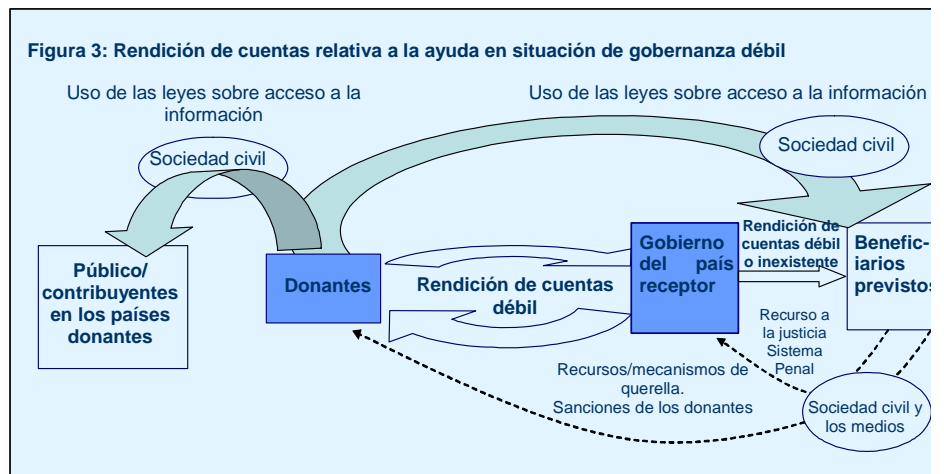 Figura 3: Rendición de cuentas relativa a la ayuda en situación de gobernanza débil
Uso de las leyes sobre acceso a la
información
Uso de las leyes sobre acceso a la información
Sociedad civil
Sociedad civil
Público/
contribuyentes
en los países
donantes
Donantes
Rendición de cuentas
débil
Gobierno
del país
receptor
Rendición de
cuentas débil
o inexistente
Benefic-
iarios
previstos
Recurso a
la justicia
Sistema
Penal
Recursos/mecanismos de
querella.
Sanciones de los donantes
Sociedad civil y
los medios